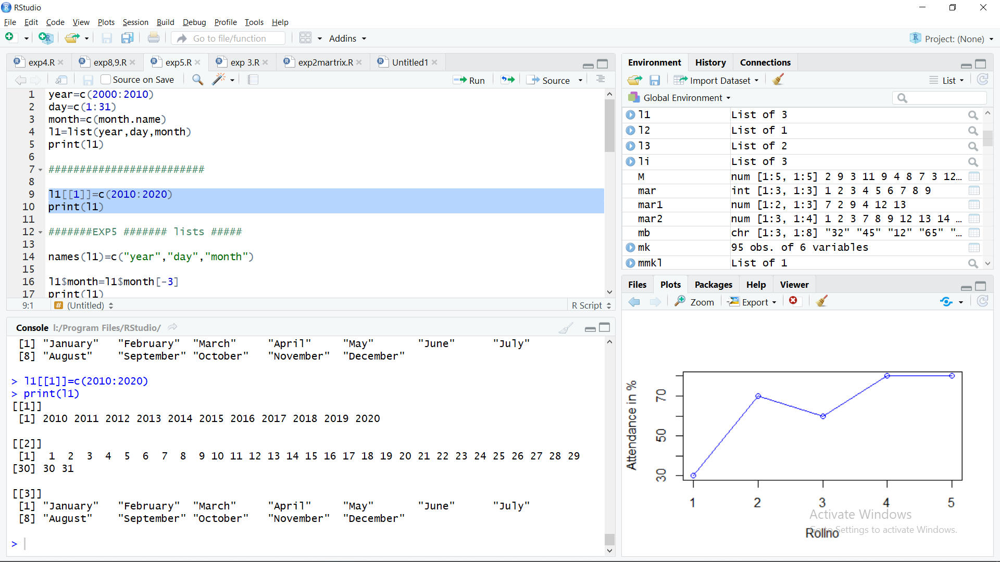 RStudio
File Edit Code View Plots Session Build Debug Profile Tools Help
Go to file/function
Addins
Project: (None)
exp4.R
exp8,9.R
exp5.R
exp 3.R
exp2martrix.R
Untitled1
Source on Save
Run
Source
1 year=c(2000:2010)
2 day=c(1:31)
3 month=c(month.name)
4 l1=list(year,day,month)
5 print(l1)
6
7 #########################
8
9 l1[[1]]=c(2010:2020)
10 print(l1)
11
12 #######EXP5 ####### lists #####
13
14 names(l1)=c("year","day","month")
15
16 l1$month=l1$month[-3]
17 print(l1)
9:1
# (Untitled)
R Script
Console I:/Program Files/RStudio/
[1] "January" "February" "March" "April" "May" "June" "July"
[8] "August" "September" "October" "November" "December"
> l1[[1]]=c(2010:2020)
> print(l1)
[[1]]
[1] 2010 2011 2012 2013 2014 2015 2016 2017 2018 2019 2020
[[2]]
[1] 1 2 3 4 5 6 7 8 9 10 11 12 13 14 15 16 17 18 19 20 21 22 23 24 25 26 27 28 29
[30] 30 31
[[3]]
[1] "January" "February" "March" "April" "May" "June" "July"
[8] "August" "September" "October" "November" "December"
>
Environment History Connections
Import Dataset
List
Global Environment
l1 List of 3
l2 List of 1
l3 List of 2
li List of 3
M num [1:5, 1:5] 2 9 3 11 9 4 8 7 3 12…
mar int [1:3, 1:3] 1 2 3 4 5 6 7 8 9
mar1 num [1:2, 1:3] 7 2 9 4 12 13
mar2 num [1:3, 1:4] 1 2 3 7 8 9 12 13 14 …
mb chr [1:3, 1:8] "32" "45" "12" "65" "…
mk 95 obs. of 6 variables
mmkl List of 1
Files Plots Packages Help Viewer
Zoom
Export
Attendance in %
70
50
30
1 2 3 4 5
Rollno
Activate Windows
Go to Settings to activate Windows.